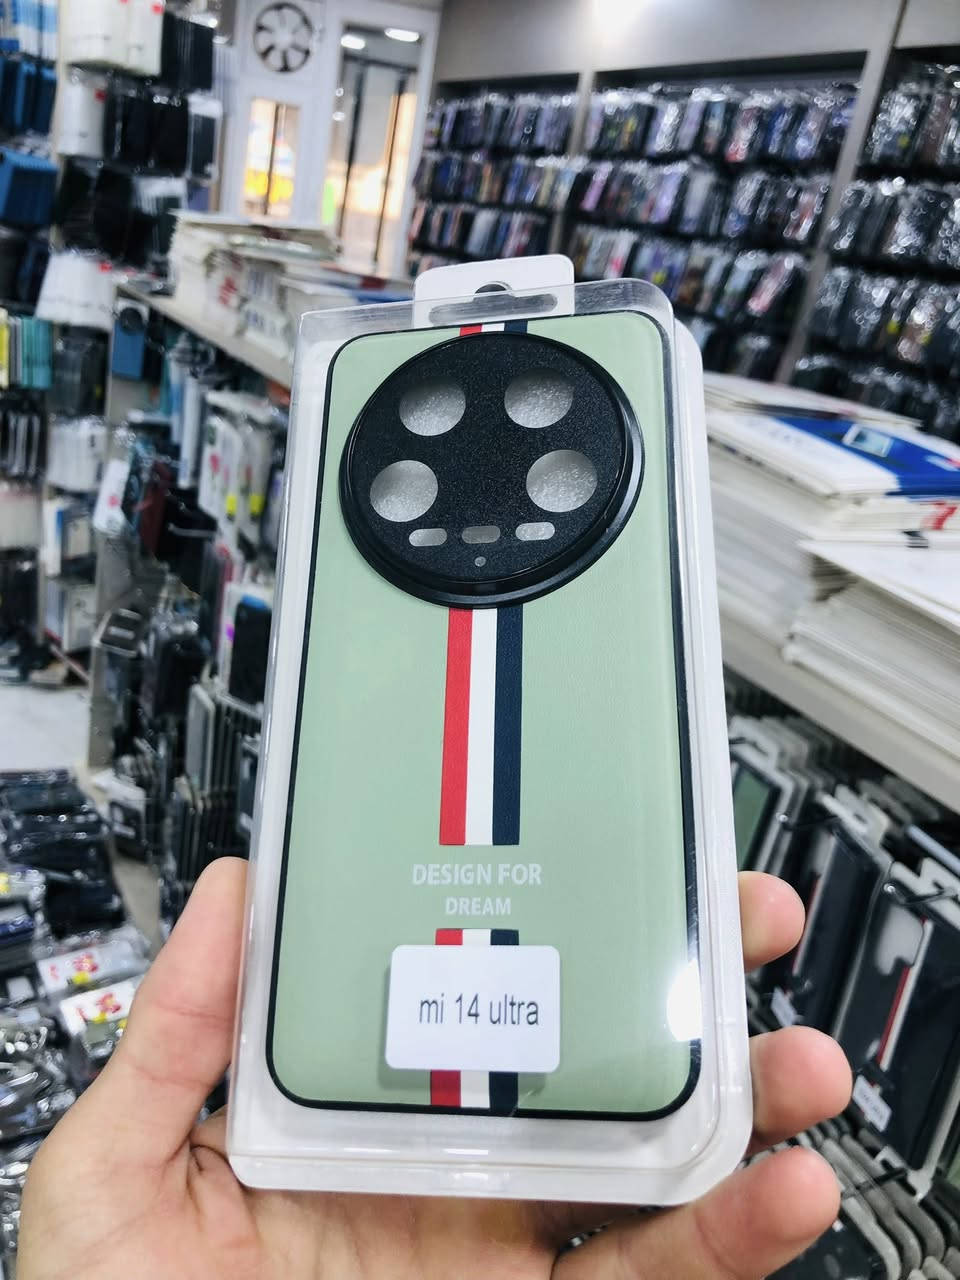 DESIGN FOR
DREAM
mi 14 ultra